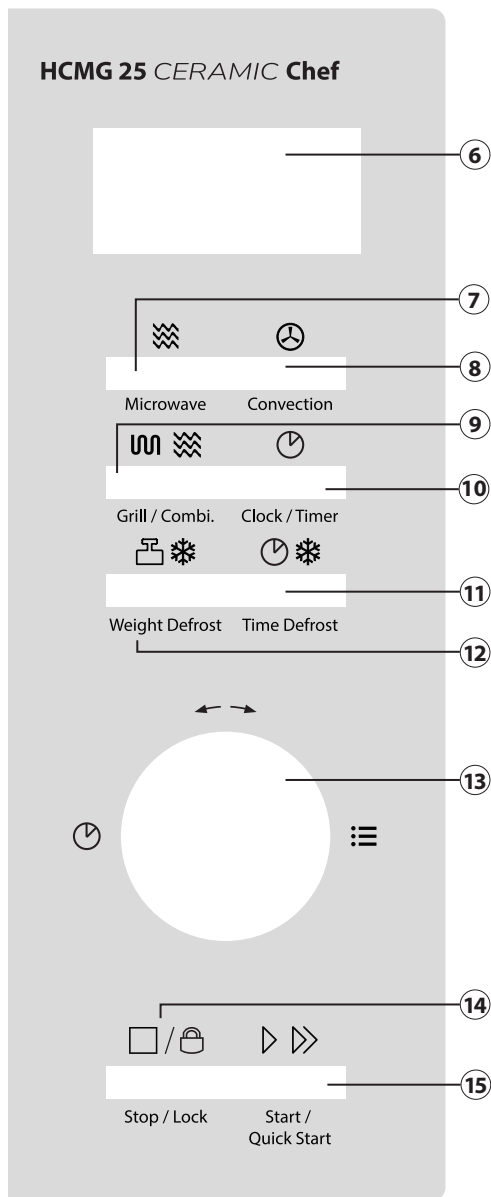 HCMG 25 CERAMIC Chef
6
7
8
Microwave Convection
9
10
Grill / Combi. Clock / Timer
11
Weight Defrost Time Defrost
12
13
14
15
Stop / Lock Start /
Quick Start